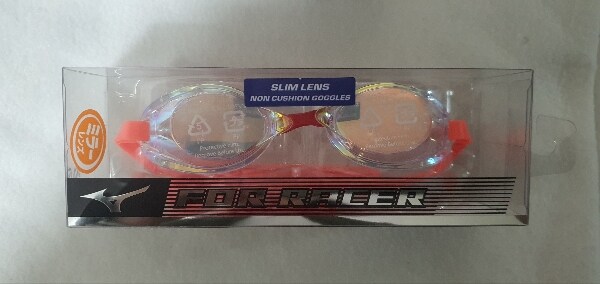 SLIM LENS
NON CUSHION GOGGLES
ミラー
レンズ
FOR RACER